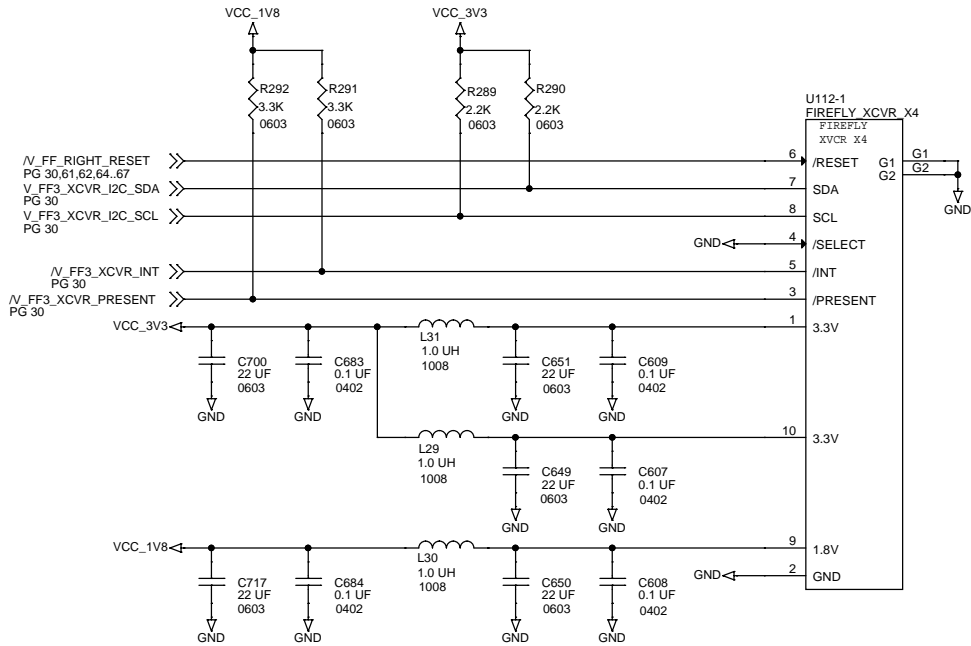 VCC_1V8
VCC_3V3
R292
3.3K
0603
R291
3.3K
0603
R289
2.2K
0603
R290
2.2K
0603
U112-1
FIREFLY_XCVR_X4
FIREFLY
XVCR X4
/V_FF_RIGHT_RESET
PG 30,61,62,64..67
6
/RESET
G1
G1
G2
G2
GND
V_FF3_XCVR_I2C_SDA
PG 30
7
SDA
V_FF3_XCVR_I2C_SCL
PG 30
8
SCL
GND
4
/SELECT
/V_FF3_XCVR_INT
PG 30
5
/INT
/V_FF3_XCVR_PRESENT
PG 30
3
/PRESENT
VCC_3V3
L31
1.0 UH
1008
1
3.3V
C700
22 UF
0603
GND
C683
0.1 UF
0402
GND
C651
22 UF
0603
GND
C609
0.1 UF
0402
GND
L29
1.0 UH
1008
10
3.3V
C649
22 UF
0603
GND
C607
0.1 UF
0402
GND
VCC_1V8
L30
1.0 UH
1008
9
1.8V
GND
2
GND
C717
22 UF
0603
GND
C684
0.1 UF
0402
GND
C650
22 UF
0603
GND
C608
0.1 UF
0402
GND